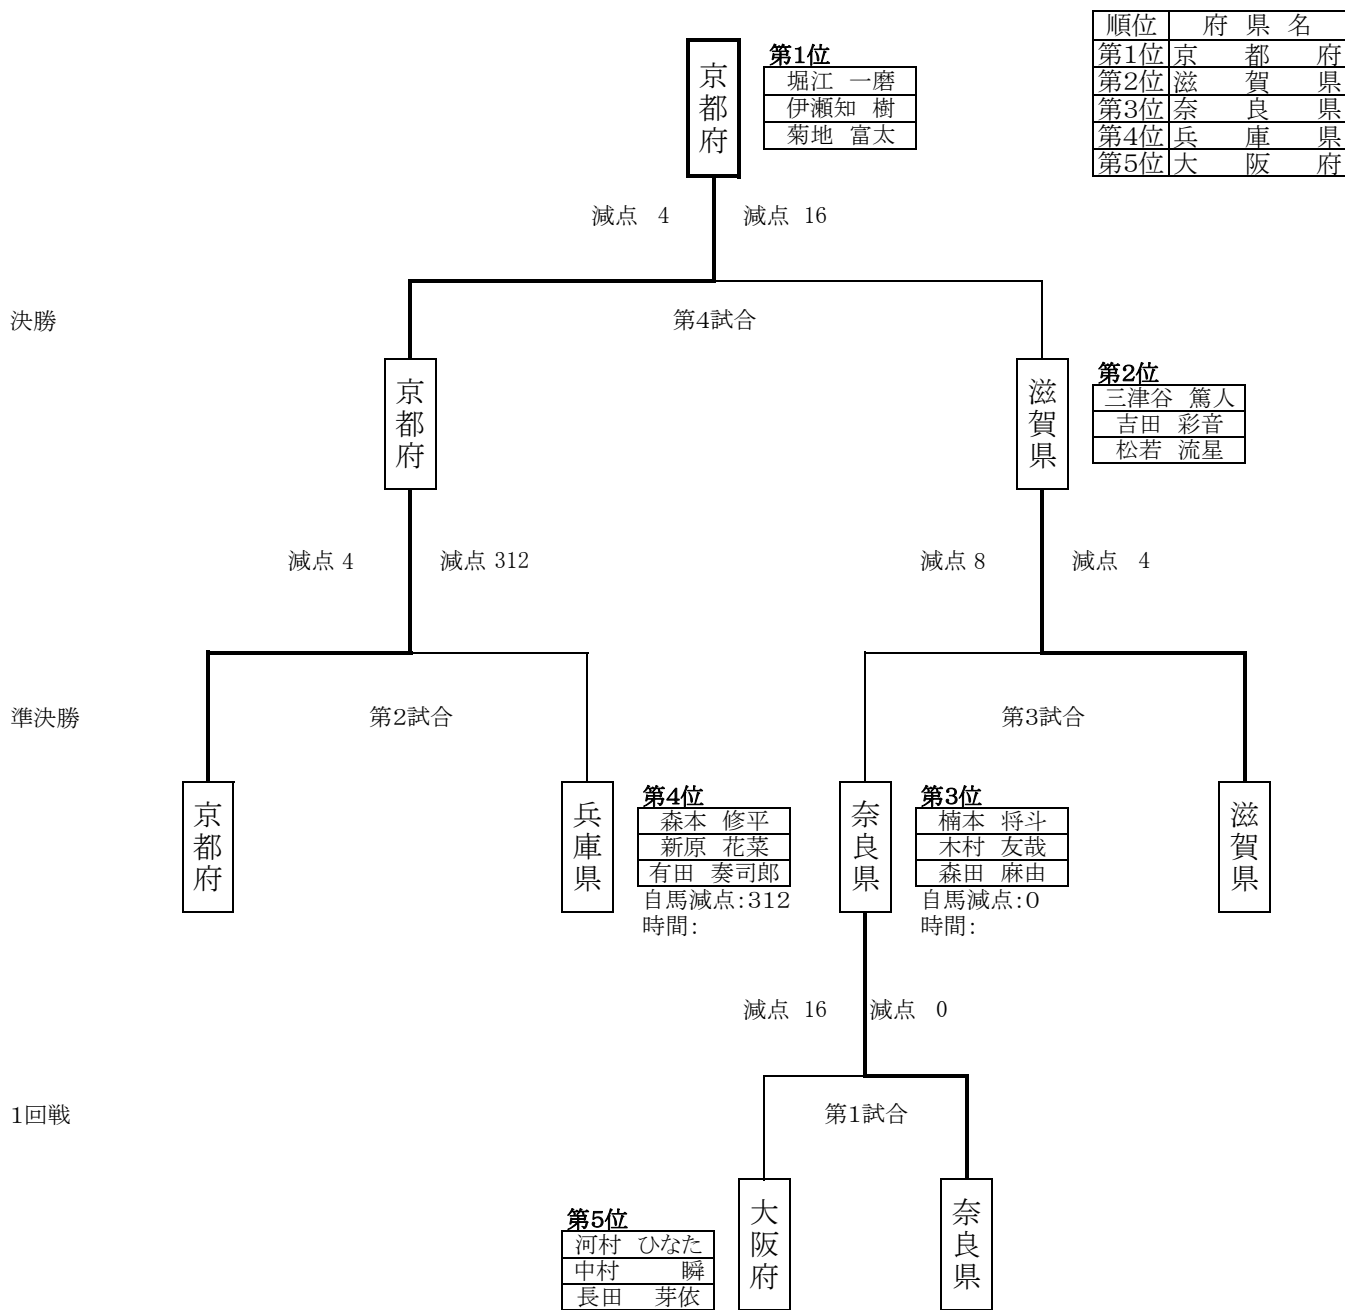 順位 府県名
第1位 京都府
第2位 滋賀県
第3位 奈良県
第4位 兵庫県
第5位 大阪府
京都府
第1位
堀江 一磨
伊瀬知 樹
菊地 富太
減点 4 減点 16
決勝 第4試合
京都府
滋賀県
第2位
三津谷 篤人
吉田 彩音
松若 流星
減点 4 減点 312 減点 8 減点 4
準決勝 第2試合 第3試合
京都府
兵庫県
第4位
森本 修平
新原 花菜
有田 奏司郎
自馬減点:312
時間:
奈良県
第3位
楠本 将斗
木村 友哉
森田 麻由
自馬減点:0
時間:
滋賀県
減点 16 減点 0
1回戦 第1試合
第5位
河村 ひなた
中村 瞬
長田 芽依
大阪府
奈良県